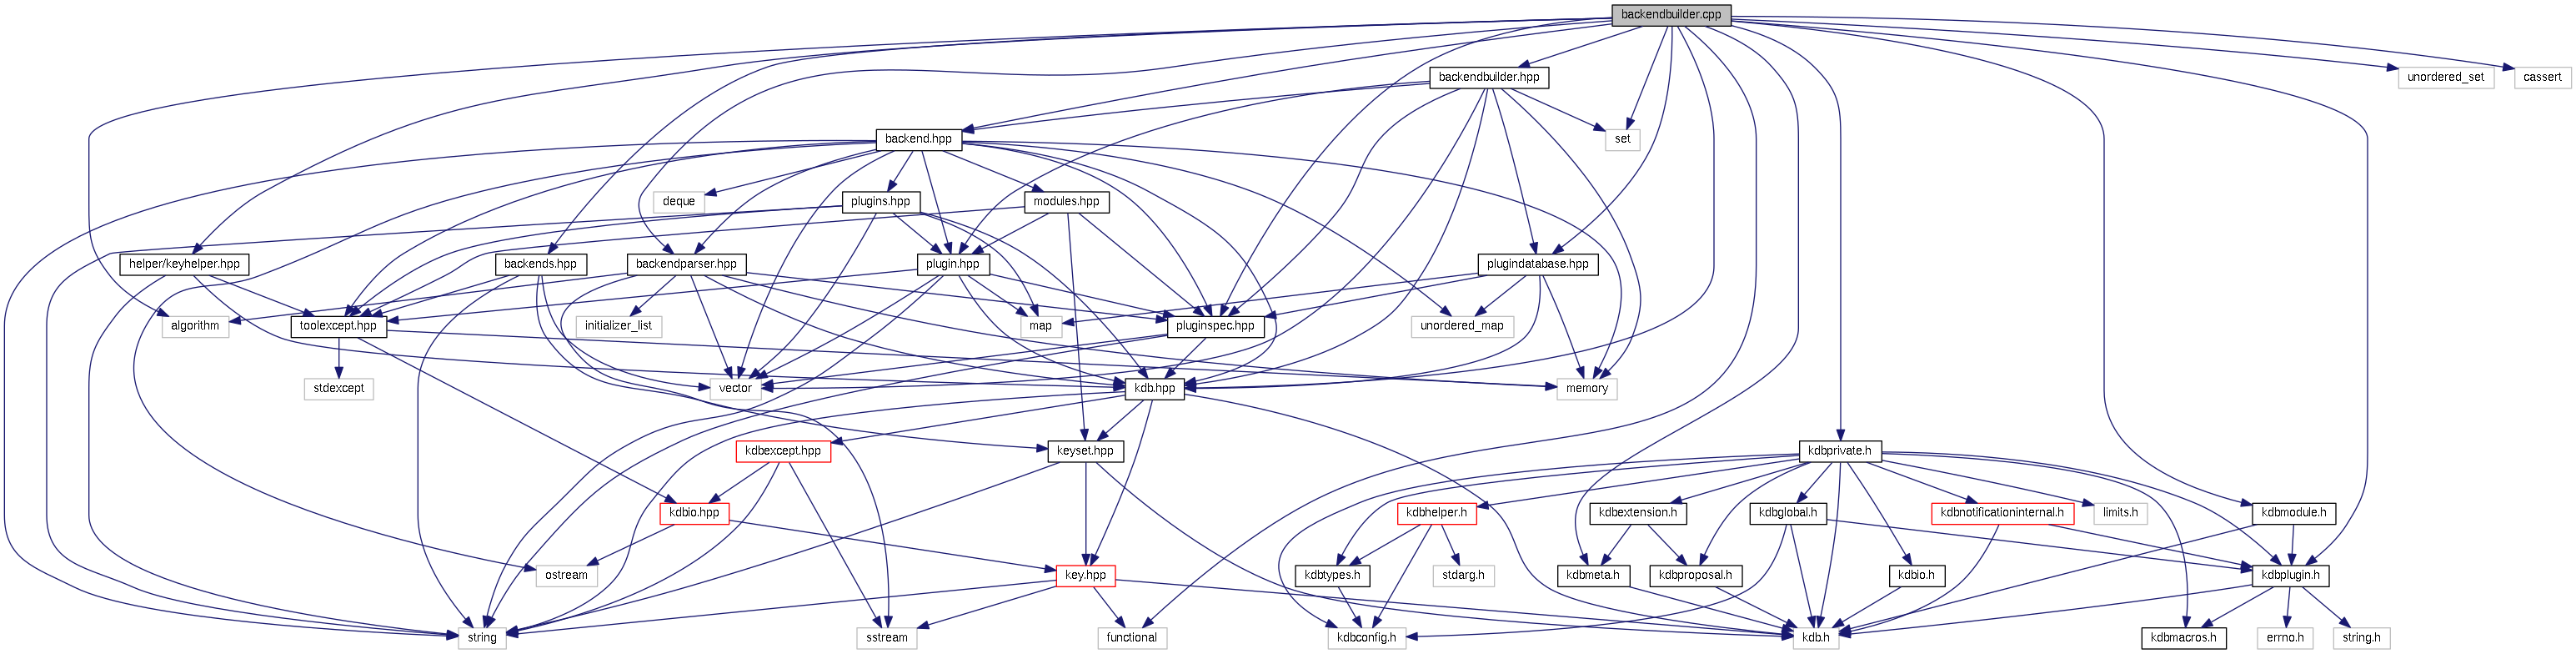 backendbuilder.cpp
backendbuilder.hpp
unordered_set
cassert
backend.hpp
set
deque
plugins.hpp
modules.hpp
helper/keyhelper.hpp
backends.hpp
backendparser.hpp
plugin.hpp
plugindatabase.hpp
algorithm
toolexcept.hpp
initializer_list
map
pluginspec.hpp
unordered_map
stdexcept
vector
kdb.hpp
memory
kdbexcept.hpp
keyset.hpp
kdbprivate.h
kdbio.hpp
kdbhelper.h
kdbextension.h
kdbglobal.h
kdbnotificationinternal.h
limits.h
kdbmodule.h
ostream
key.hpp
kdbtypes.h
stdarg.h
kdbmeta.h
kdbproposal.h
kdbio.h
kdbplugin.h
string
sstream
functional
kdbconfig.h
kdb.h
kdbmacros.h
errno.h
string.h